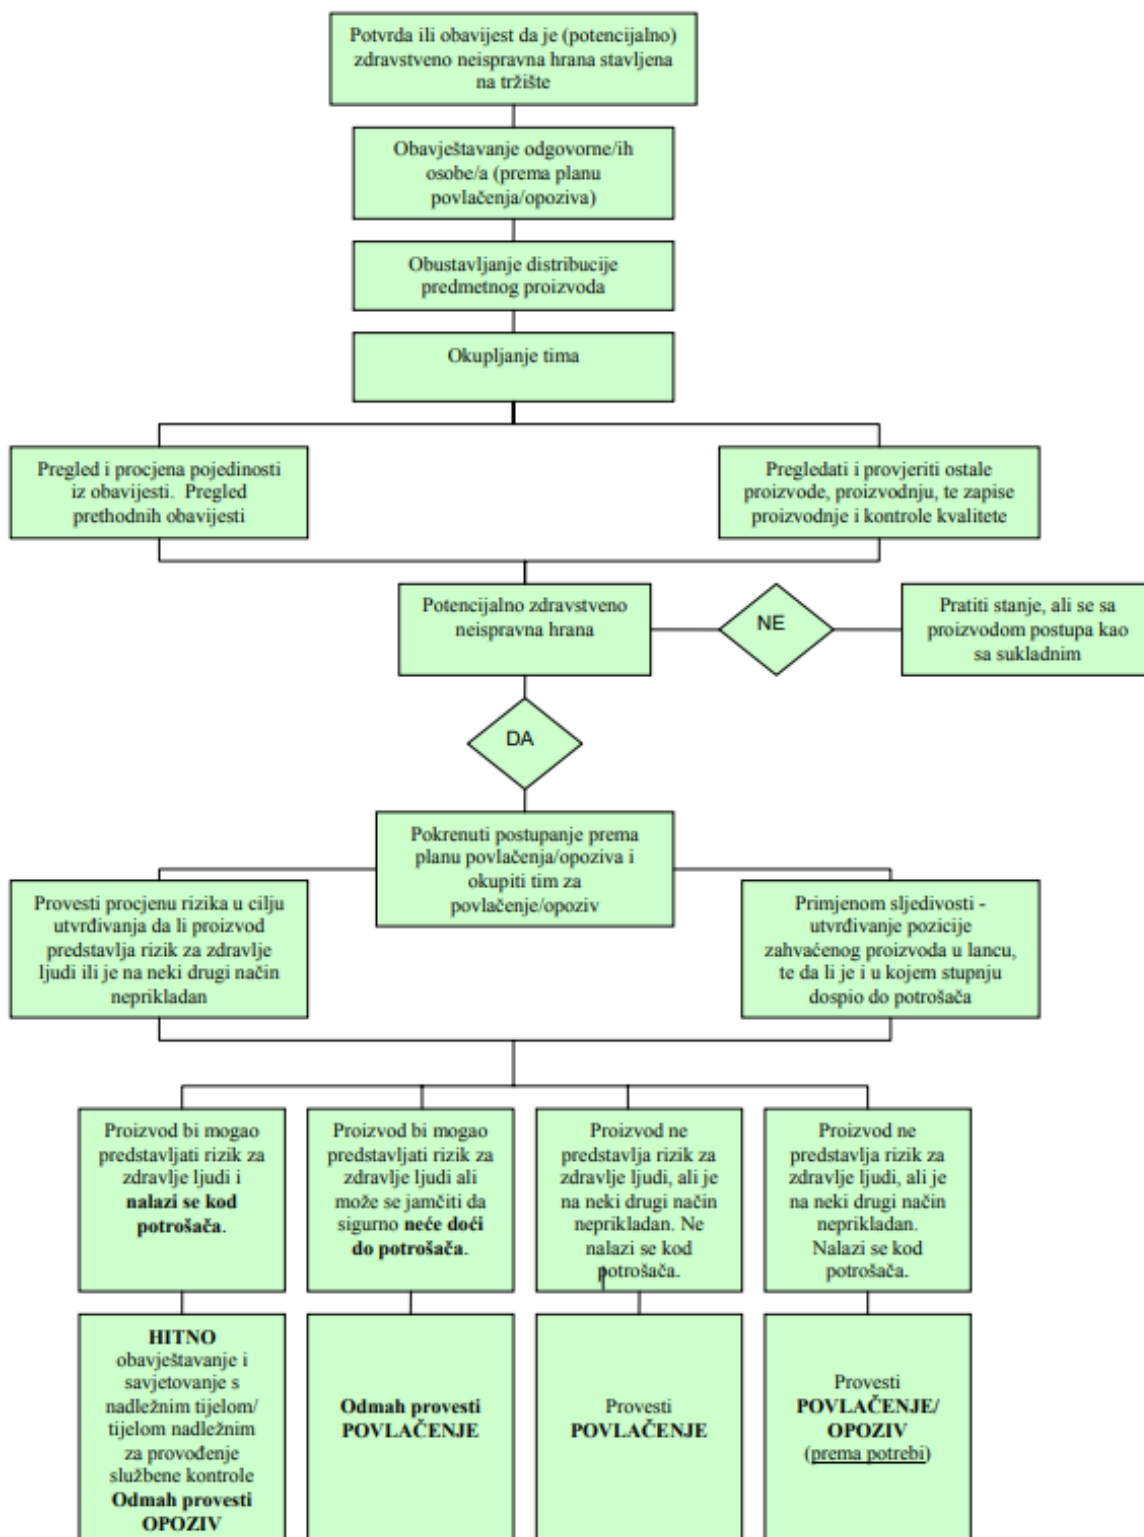 Potvrda ili obavijest da je (potencijalno)
zdravstveno neispravna hrana stavljena
na tržište
Obavještavanje odgovorne/ih
osobe/a (prema planu
povlačenja/opoziva)
Obustavljanje distribucije
predmetnog proizvoda
Okupljanje tima
Pregled i procjena pojedinosti
iz obavijesti. Pregled
prethodnih obavijesti
Pregledati i provjeriti ostale
proizvode, proizvodnju, te zapise
proizvodnje i kontrole kvalitete
Potencijalno zdravstveno
neispravna hrana
NE
Pratiti stanje, ali se sa
proizvodom postupa kao
sa sukladnim
DA
Pokrenuti postupanje prema
planu povlačenja/opoziva i
okupiti tim za
povlačenje/opoziv
Provesti procjenu rizika u cilju
utvrđivanja da li proizvod
predstavlja rizik za zdravlje
ljudi ili je na neki drugi način
neprikladan
Primjenom sljedivosti -
utvrđivanje pozicije
zahvaćenog proizvoda u lancu,
te da li je i u kojem stupnju
dospio do potrošača
Proizvod bi mogao
predstavljati rizik za
zdravlje ljudi i
nalazi se kod
potrošača.
Proizvod bi mogao
predstavljati rizik za
zdravlje ljudi ali
može se jamčiti da
sigurno neće doći
do potrošača.
Proizvod ne
predstavlja rizik za
zdravlje ljudi, ali je
na neki drugi način
neprikladan. Ne
nalazi se kod
potrošača.
Proizvod ne
predstavlja rizik za
zdravlje ljudi, ali je
na neki drugi način
neprikladan.
Nalazi se kod
potrošača.
HITNO
obavještavanje i
savjetovanje s
nadležnim tijelom/
tijelom nadležnim
za provođenje
službene kontrole
Odmah provesti
OPOZIV
Odmah provesti
POVLAČENJE
Provesti
POVLAČENJE
Provesti
POVLAČENJE/
OPOZIV
(prema potrebi)